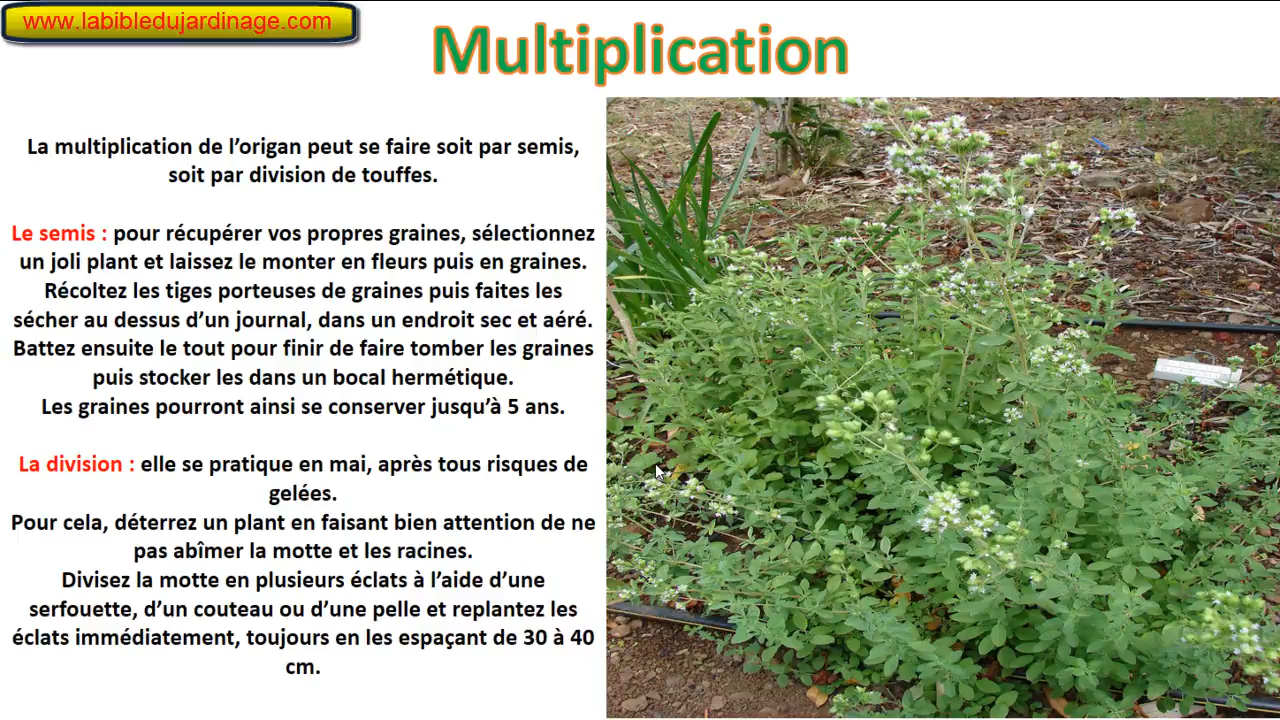 www.labibledujardinage.com
Multiplication
La multiplication de l’origan peut se faire soit par semis,
soit par division de touffes.
Le semis : pour récupérer vos propres graines, sélectionnez
un joli plant et laissez le monter en fleurs puis en graines.
Récoltez les tiges porteuses de graines puis faites les
sécher au dessus d’un journal, dans un endroit sec et aéré.
Battez ensuite le tout pour finir de faire tomber les graines
puis stocker les dans un bocal hermétique.
Les graines pourront ainsi se conserver jusqu’à 5 ans.
La division : elle se pratique en mai, après tous risques de
gelées.
Pour cela, déterrez un plant en faisant bien attention de ne
pas abîmer la motte et les racines.
Divisez la motte en plusieurs éclats à l’aide d’une
serfouette, d’un couteau ou d’une pelle et replantez les
éclats immédiatement, toujours en les espaçant de 30 à 40
cm.